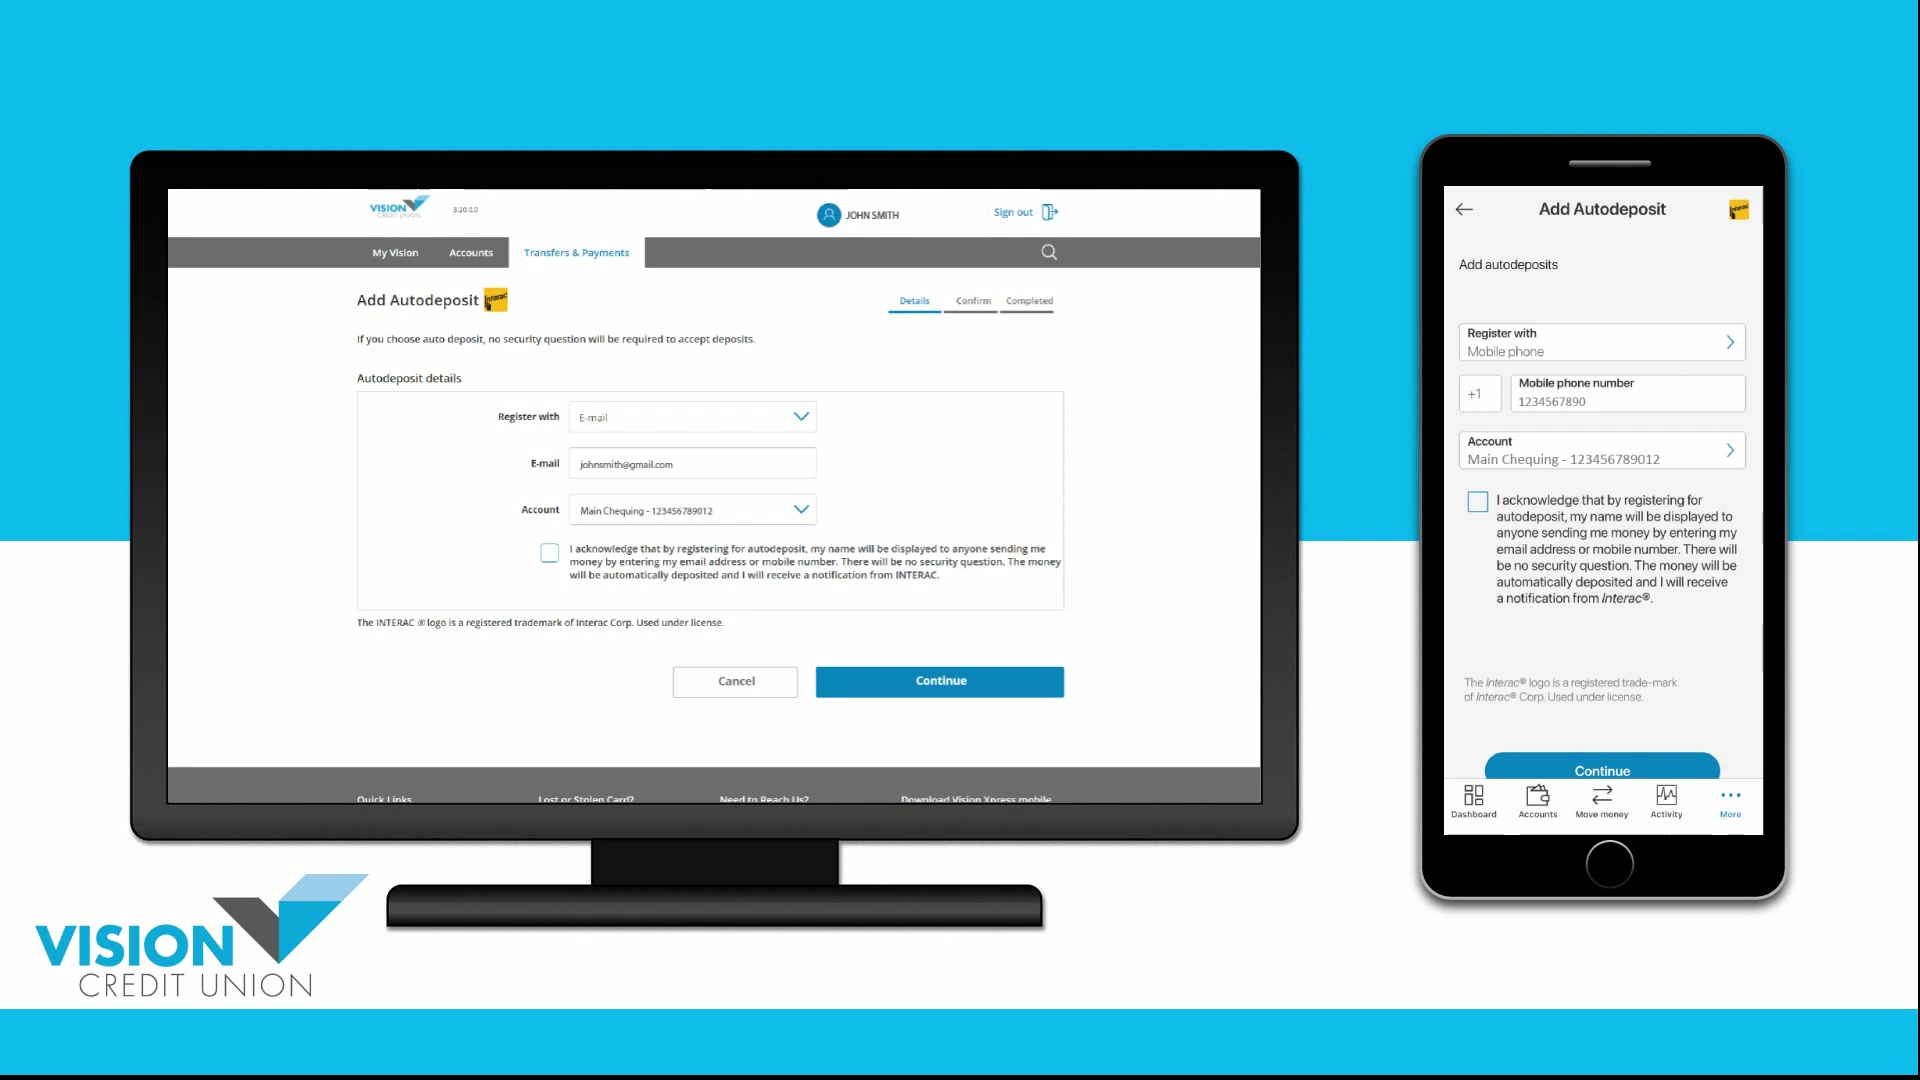 VISION
CREDIT UNION
3.20.0.0
JOHN SMITH
Sign out
My Vision
Accounts
Transfers & Payments
Add Autodeposit
Interac
Details
Confirm
Completed
If you choose auto deposit, no security question will be required to accept deposits.
Autodeposit details
Register with
E-mail
E-mail
johnsmith@gmail.com
Account
Main Chequing - 123456789012
I acknowledge that by registering for autodeposit, my name will be displayed to anyone sending me
money by entering my email address or mobile number. There will be no security question. The money
will be automatically deposited and I will receive a notification from INTERAC.
The INTERAC ® logo is a registered trademark of Interac Corp. Used under license.
Cancel
Continue
Quick Links
Lost or Stolen Card?
Need to Reach Us?
Download Vision Xpress mobile
Add Autodeposit
Interac
Add autodeposits
Register with
Mobile phone
+1
Mobile phone number
1234567890
Account
Main Chequing - 123456789012
I acknowledge that by registering for
autodeposit, my name will be displayed to
anyone sending me money by entering my
email address or mobile number. There will
be no security question. The money will be
automatically deposited and I will receive
a notification from Interac®.
The Interac® logo is a registered trade-mark
of Interac® Corp. Used under license.
Continue
Dashboard
Accounts
Move money
Activity
More
VISION
CREDIT UNION